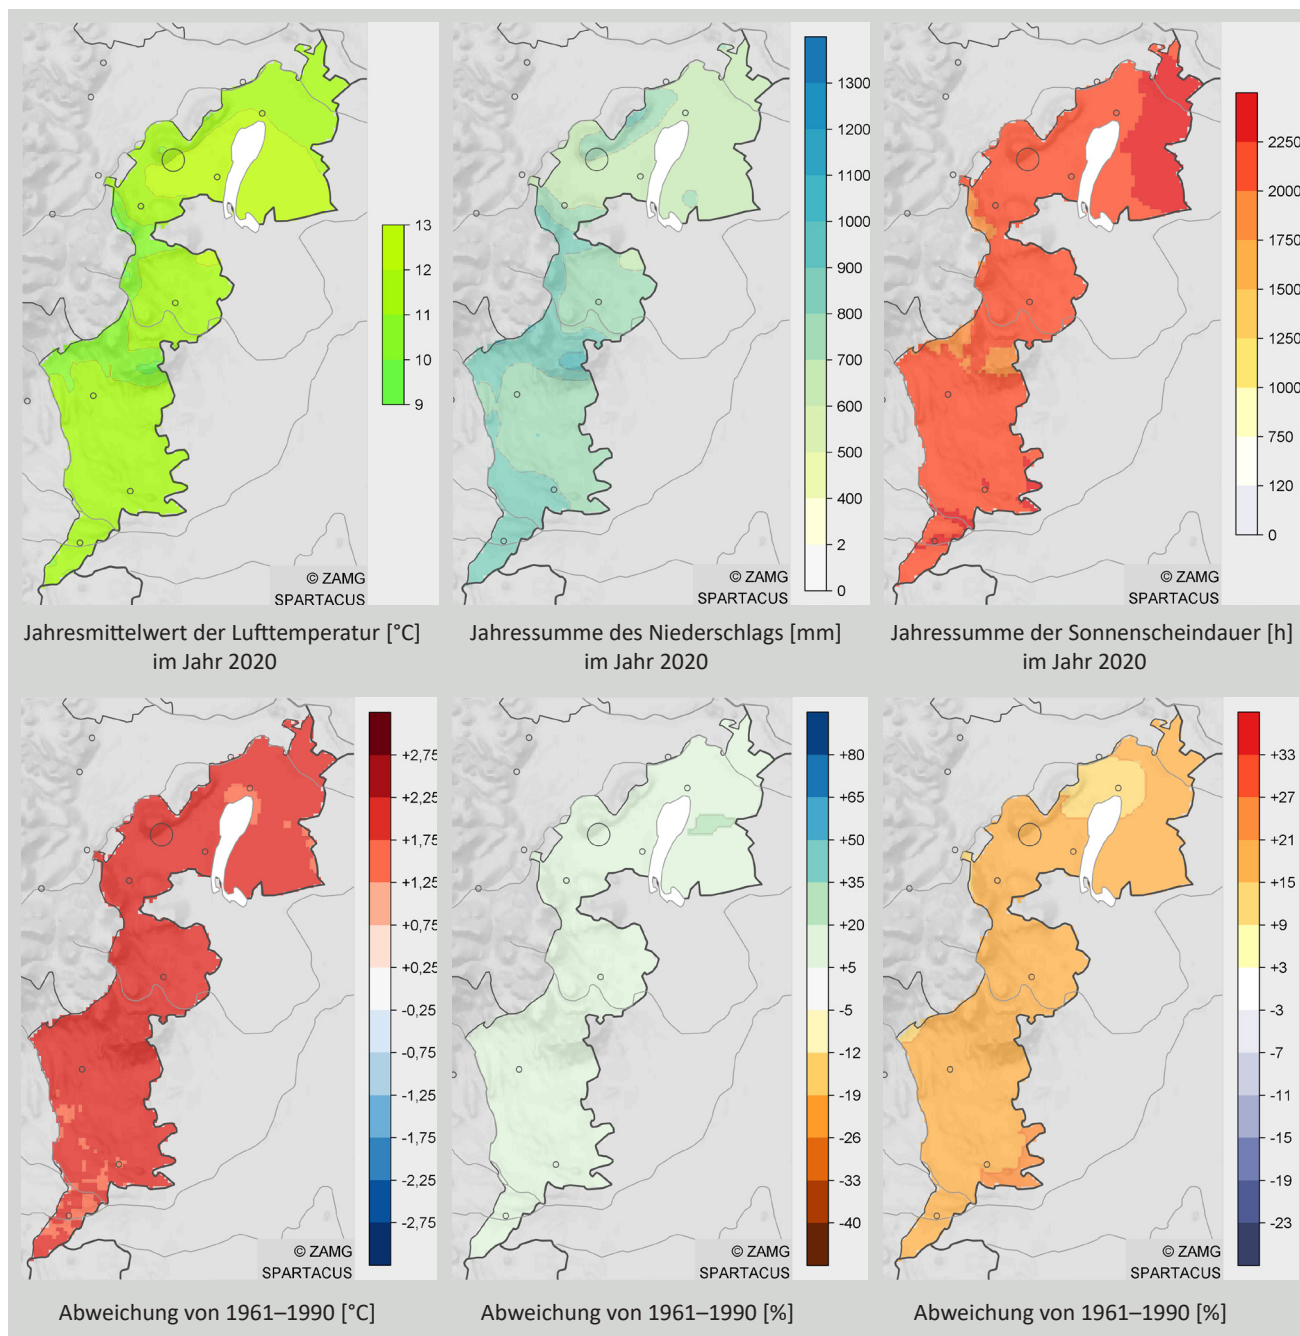 13
12
11
10
9
© ZAMG
SPARTACUS
1300
1200
1100
1000
900
800
700
600
500
400
2
0
© ZAMG
SPARTACUS
2250
2000
1750
1500
1250
1000
750
120
0
© ZAMG
SPARTACUS
Jahresmittelwert der Lufttemperatur [°C]
im Jahr 2020
Jahressumme des Niederschlags [mm]
im Jahr 2020
Jahressumme der Sonnenscheindauer [h]
im Jahr 2020
+2,75
+2,25
+1,75
+1,25
+0,75
+0,25
-0,25
-0,75
-1,25
-1,75
-2,25
-2,75
© ZAMG
SPARTACUS
+80
+65
+50
+35
+20
+5
-5
-12
-19
-26
-33
-40
© ZAMG
SPARTACUS
+33
+27
+21
+15
+9
+3
-3
-7
-11
-15
-19
-23
© ZAMG
SPARTACUS
Abweichung von 1961–1990 [°C]
Abweichung von 1961–1990 [%]
Abweichung von 1961–1990 [%]